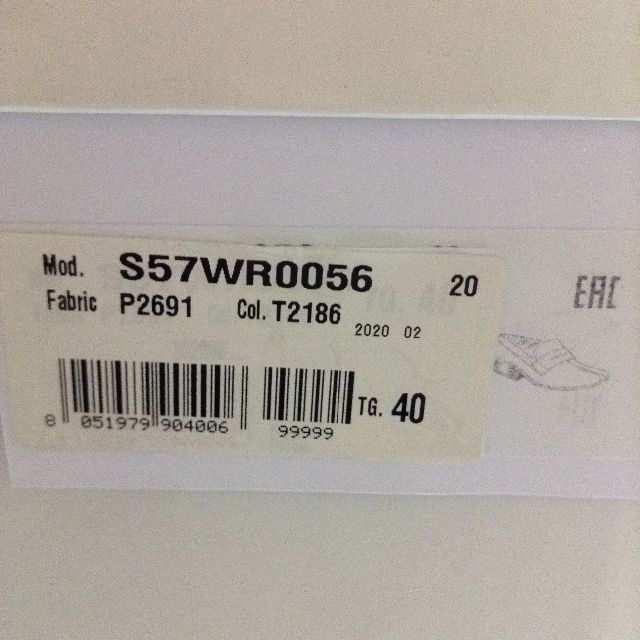 Mod. S57WR0056 20
Fabric P2691 Col. T2186
2020 02
TG. 40
8 051979 904006 99999
EAC